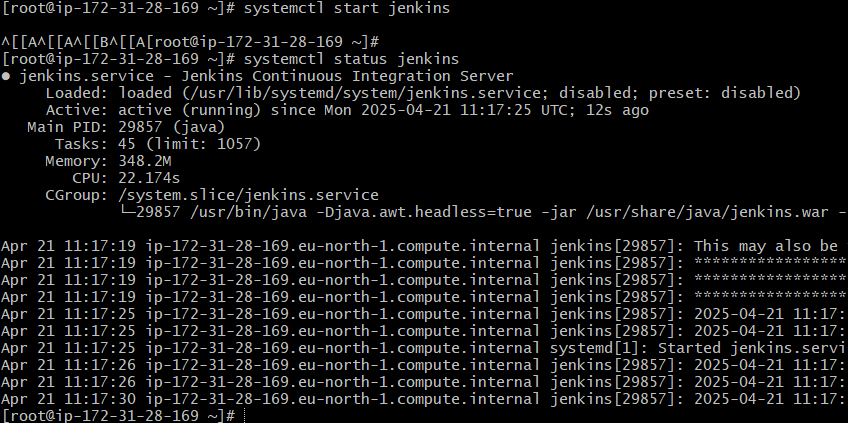 [root@ip-172-31-28-169 ~]# systemctl start jenkins

^[[A^[[A^[[B^[[A[root@ip-172-31-28-169 ~]#
[root@ip-172-31-28-169 ~]# systemctl status jenkins
● jenkins.service - Jenkins Continuous Integration Server
     Loaded: loaded (/usr/lib/systemd/system/jenkins.service; disabled; preset: disabled)
     Active: active (running) since Mon 2025-04-21 11:17:25 UTC; 12s ago
   Main PID: 29857 (java)
      Tasks: 45 (limit: 1057)
     Memory: 348.2M
        CPU: 22.174s
     CGroup: /system.slice/jenkins.service
             └─29857 /usr/bin/java -Djava.awt.headless=true -jar /usr/share/java/jenkins.war -

Apr 21 11:17:19 ip-172-31-28-169.eu-north-1.compute.internal jenkins[29857]: This may also be
Apr 21 11:17:19 ip-172-31-28-169.eu-north-1.compute.internal jenkins[29857]: *****************
Apr 21 11:17:19 ip-172-31-28-169.eu-north-1.compute.internal jenkins[29857]: *****************
Apr 21 11:17:19 ip-172-31-28-169.eu-north-1.compute.internal jenkins[29857]: *****************
Apr 21 11:17:25 ip-172-31-28-169.eu-north-1.compute.internal jenkins[29857]: 2025-04-21 11:17:
Apr 21 11:17:25 ip-172-31-28-169.eu-north-1.compute.internal jenkins[29857]: 2025-04-21 11:17:
Apr 21 11:17:25 ip-172-31-28-169.eu-north-1.compute.internal systemd[1]: Started jenkins.servi
Apr 21 11:17:26 ip-172-31-28-169.eu-north-1.compute.internal jenkins[29857]: 2025-04-21 11:17:
Apr 21 11:17:26 ip-172-31-28-169.eu-north-1.compute.internal jenkins[29857]: 2025-04-21 11:17:
Apr 21 11:17:30 ip-172-31-28-169.eu-north-1.compute.internal jenkins[29857]: 2025-04-21 11:17:
[root@ip-172-31-28-169 ~]#